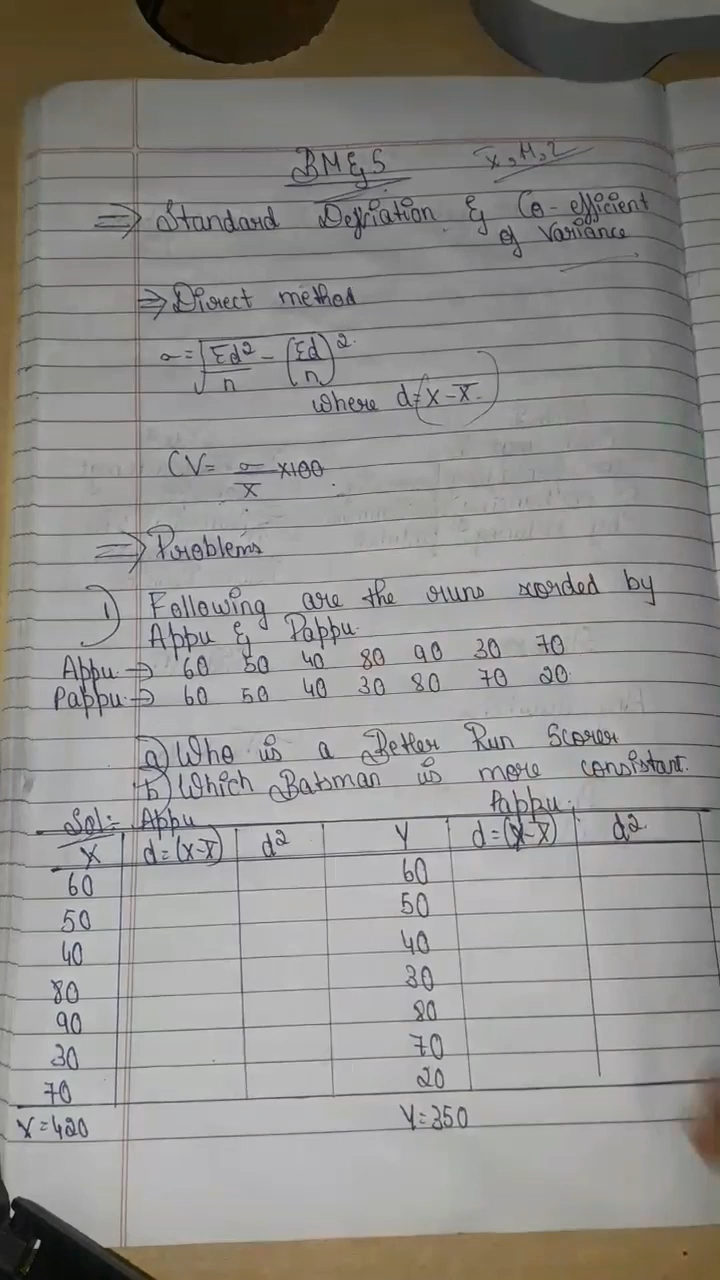 BM&S
x̄, M, Z
⇒ Standard Deviation & Co-efficient
of Variance
⇒ Direct method
σ = √Σd²/n - (Σd/n)²
where d = (x - x̄)
CV = σ/x̄ × 100
⇒ Problems
1) Following are the runs xorded by
Appu & Pappu
Appu → 60 50 40 80 90 30 70
Pappu → 60 50 40 30 80 70 20
a) Who is a Better Run Scorer
b) Which Batsman is more consistant.
Sol:- Appu Pappu.
X d=(x-x̄) d² Y d=(x-x̄) d²
60 60
50 50
40 40
80 30
90 80
30 70
70 20
X=420 Y=350